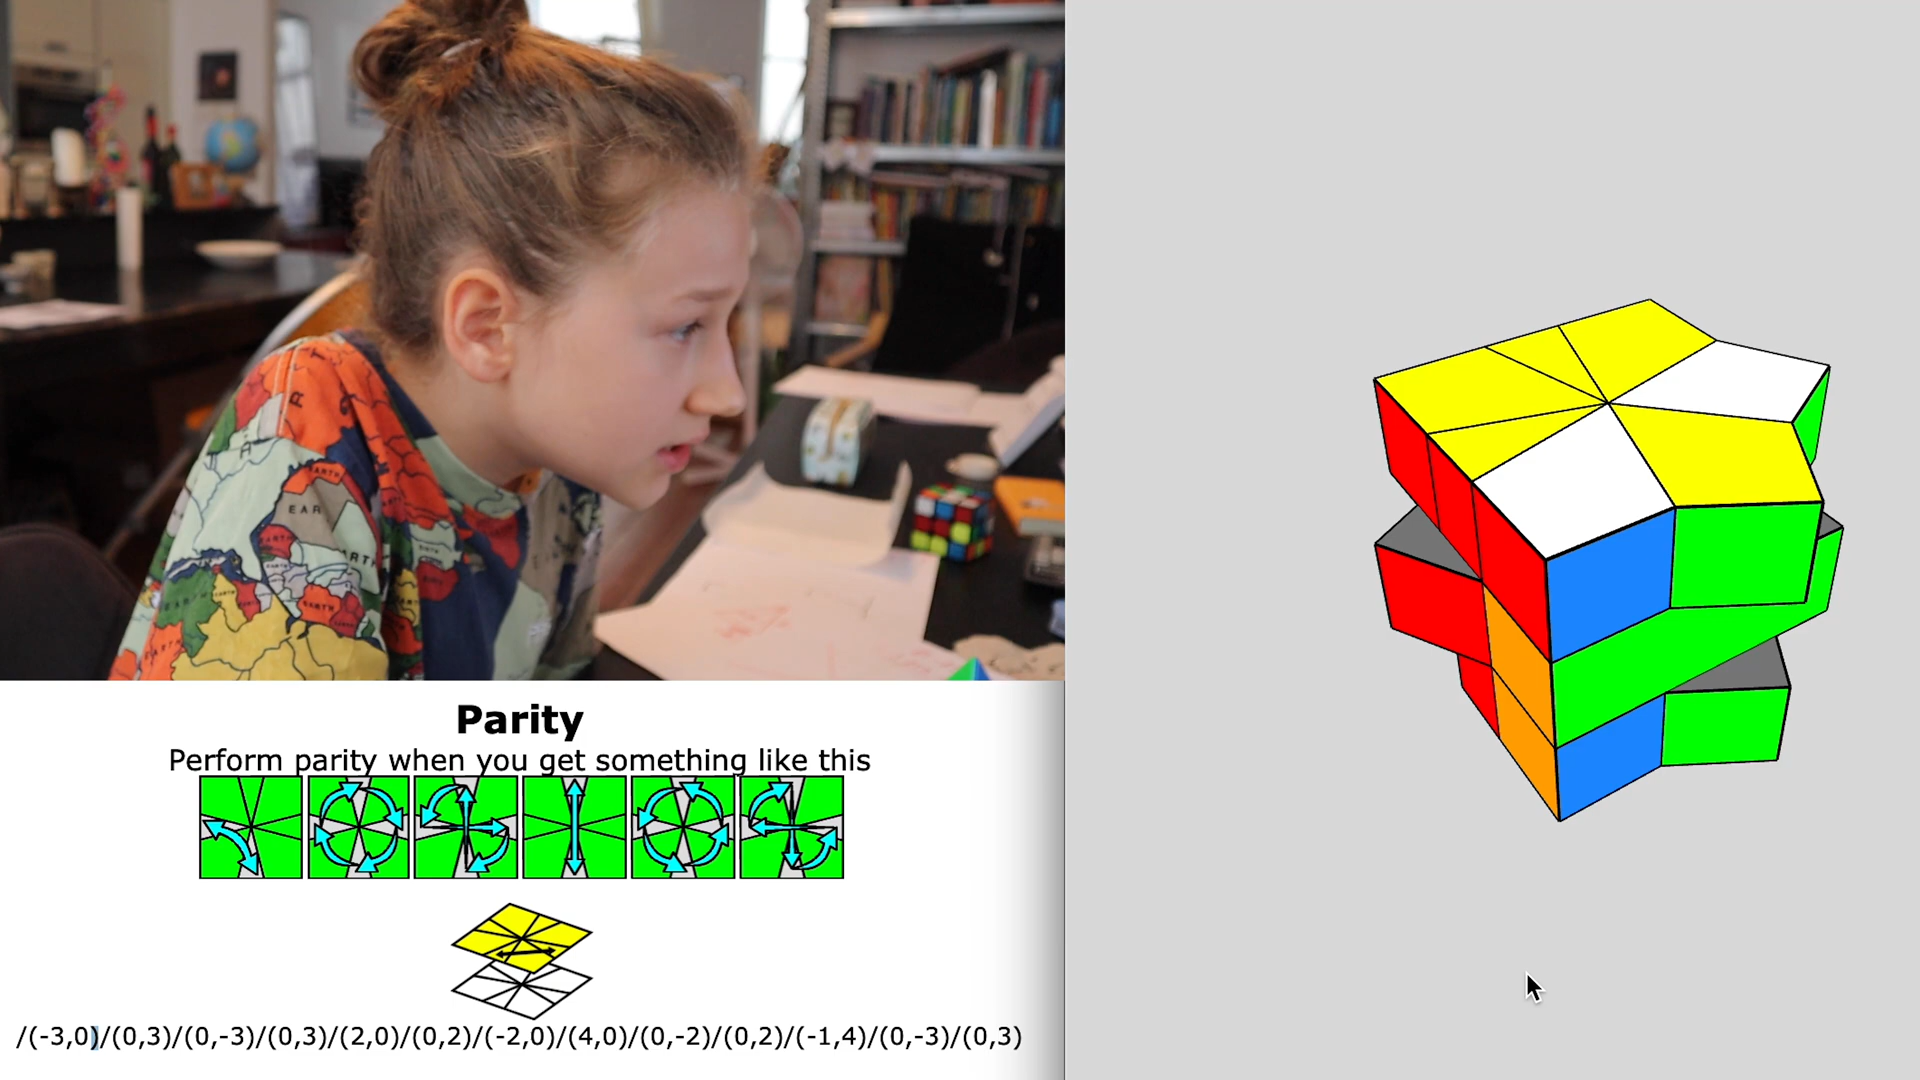 Parity
Perform parity when you get something like this
/(-3,0)/(0,3)/(0,-3)/(0,3)/(2,0)/(0,2)/(-2,0)/(4,0)/(0,-2)/(0,2)/(-1,4)/(0,-3)/(0,3)
EARTH